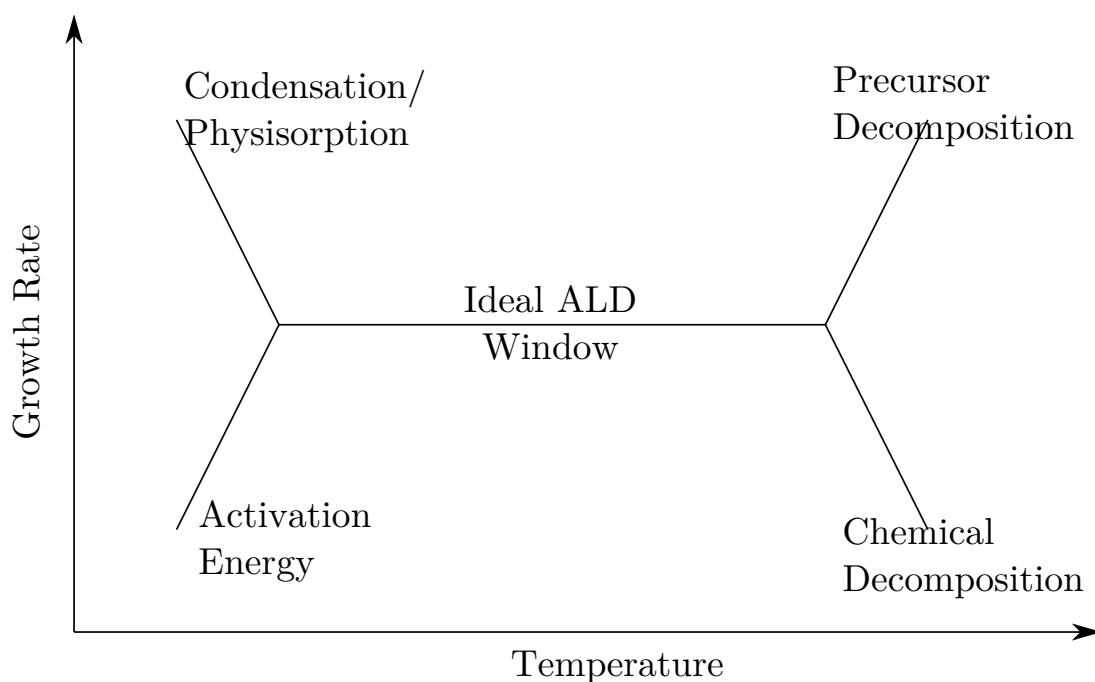 Condensation/
Physisorption
Precursor
Decomposition
Growth Rate
Ideal ALD
Window
Activation
Energy
Chemical
Decomposition
Temperature